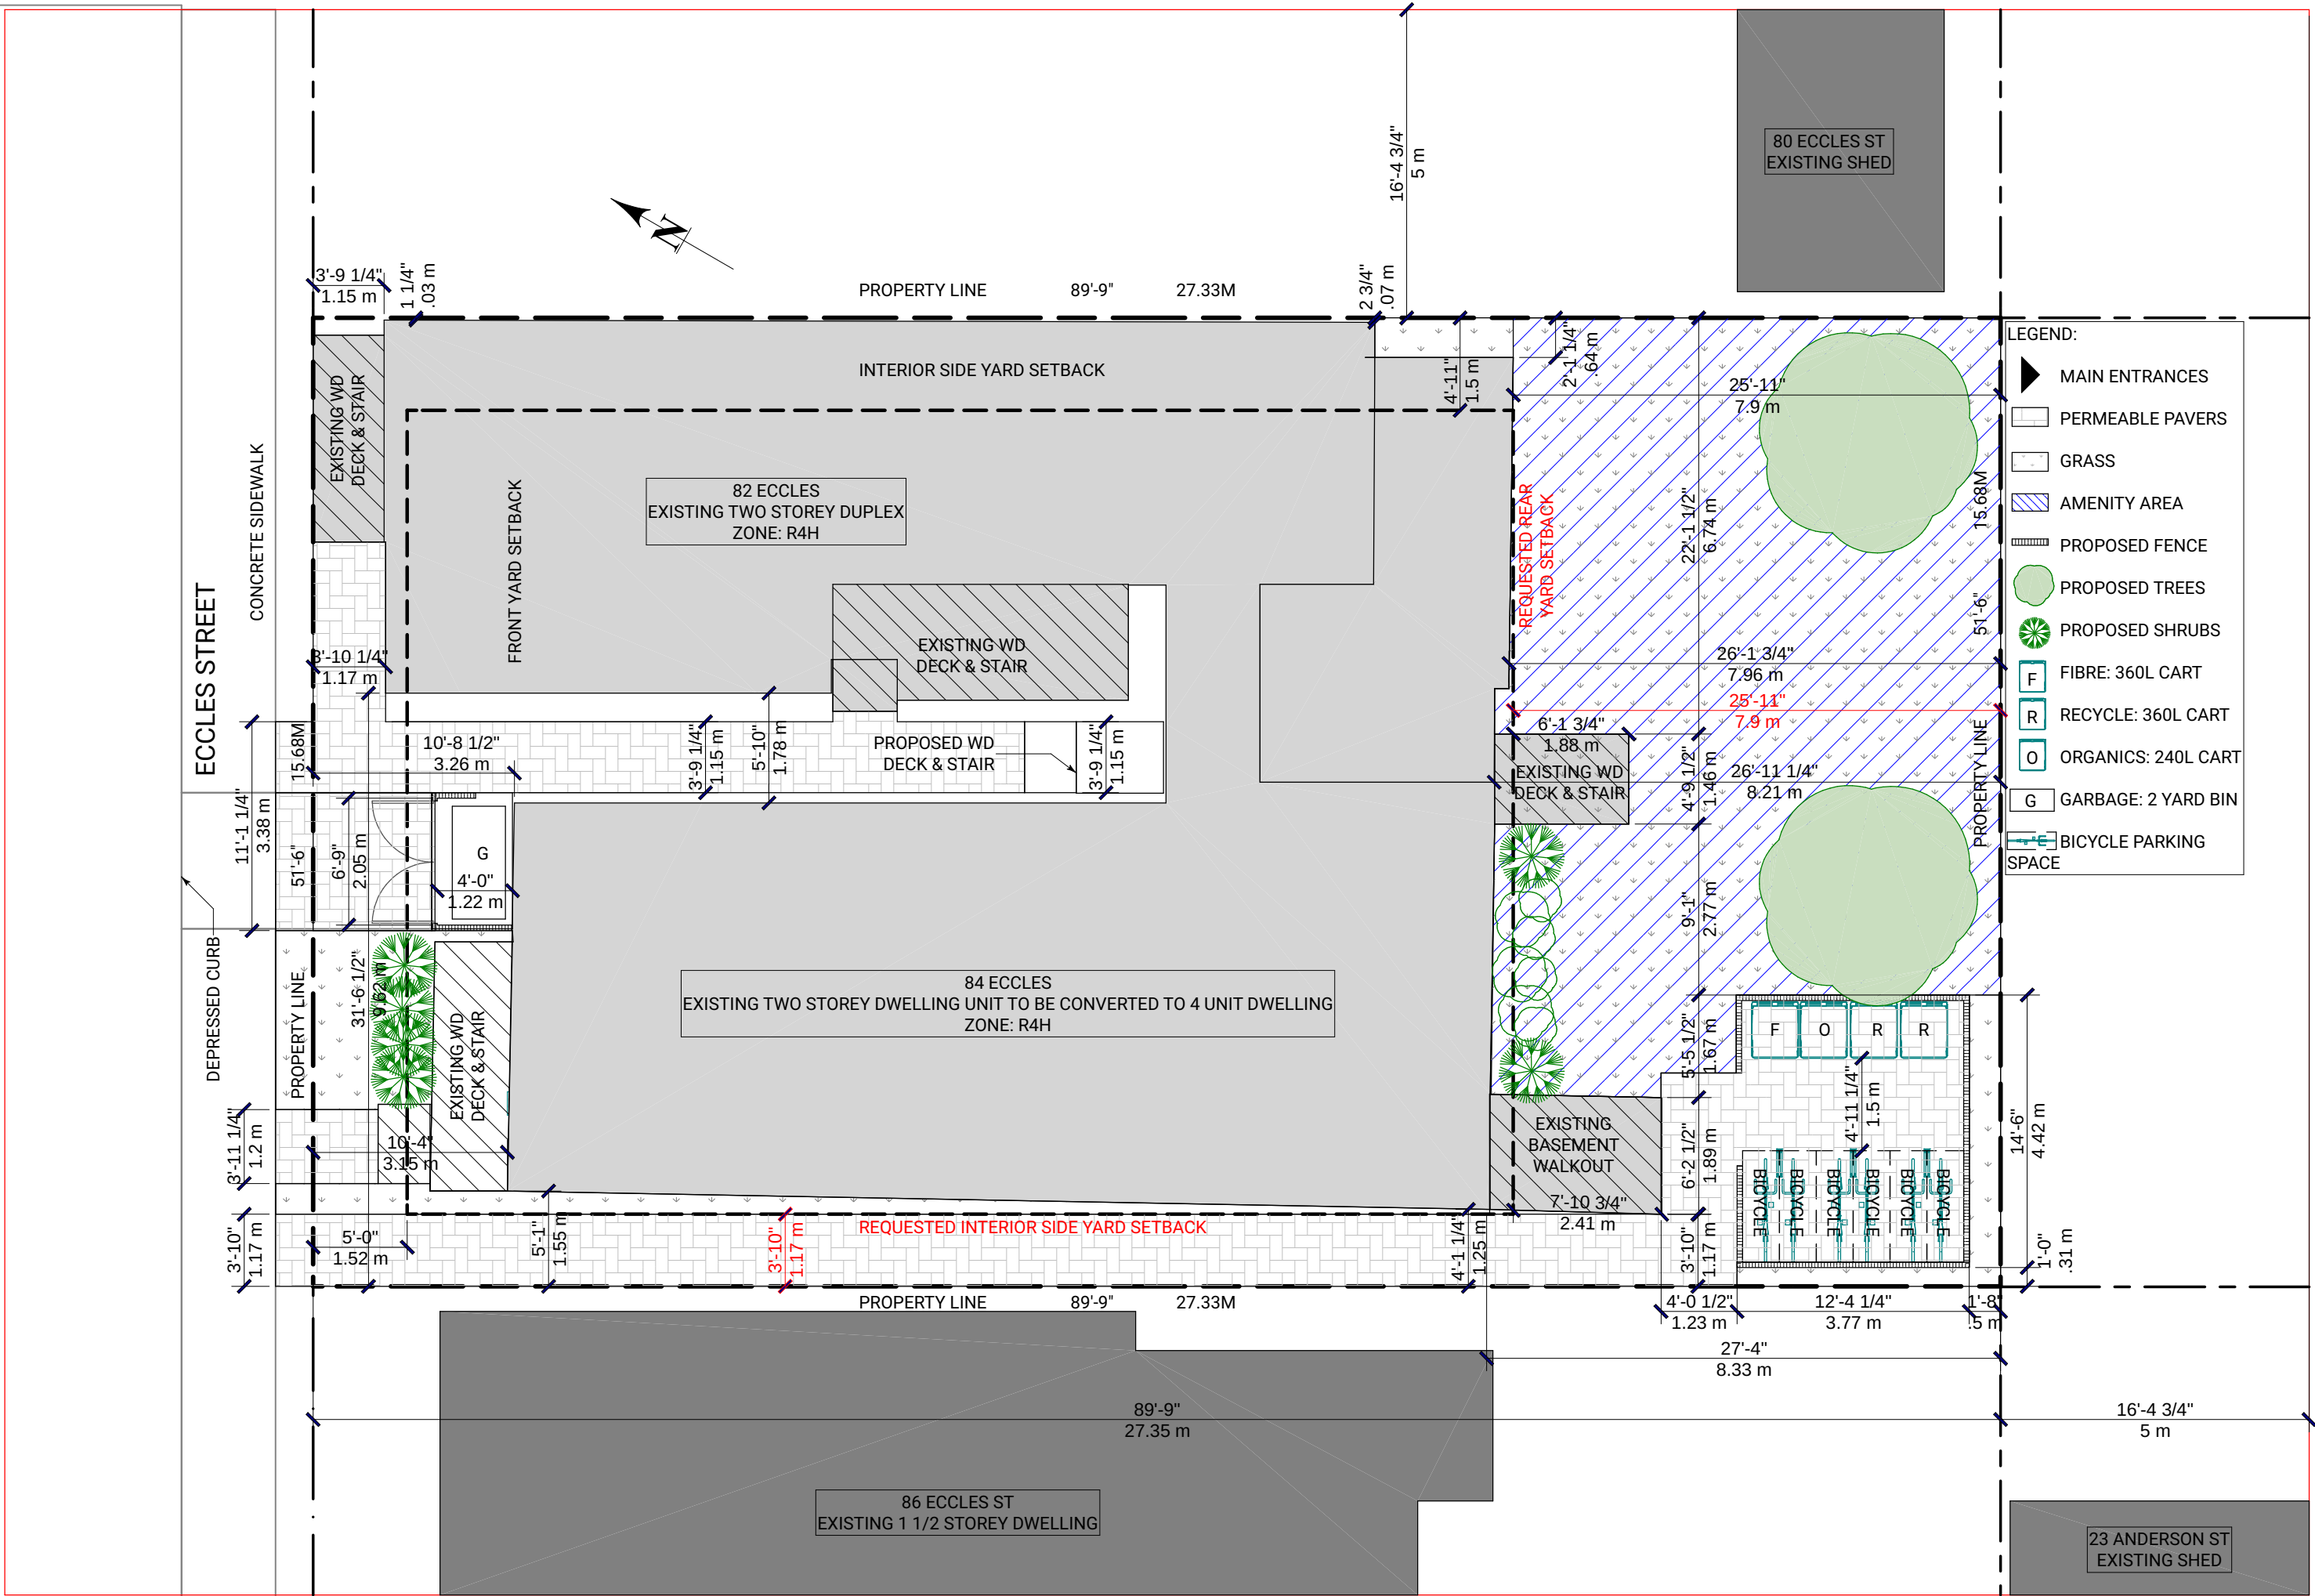 16'-4 3/4"
5 m
80 ECCLES ST
EXISTING SHED
N
3'-9 1/4"
1.15 m
1 1/4"
.03 m
PROPERTY LINE 89'-9" 27.33M
2 3/4"
.07 m
LEGEND:
MAIN ENTRANCES
PERMEABLE PAVERS
GRASS
AMENITY AREA
PROPOSED FENCE
PROPOSED TREES
PROPOSED SHRUBS
F FIBRE: 360L CART
R RECYCLE: 360L CART
O ORGANICS: 240L CART
G GARBAGE: 2 YARD BIN
BICYCLE PARKING
SPACE
EXISTING WD
DECK & STAIR
INTERIOR SIDE YARD SETBACK
4'-11"
1.5 m
2'-1 1/4"
.64 m
25'-11"
7.9 m
CONCRETE SIDEWALK
ECCLES STREET
FRONT YARD SETBACK
82 ECCLES
EXISTING TWO STOREY DUPLEX
ZONE: R4H
REQUESTED REAR
YARD SETBACK
22'-1 1/2"
6.74 m
15.68M
51'-6"
PROPERTY LINE
EXISTING WD
DECK & STAIR
3'-10 1/4"
1.17 m
26'-1 3/4"
7.96 m
25'-11"
7.9 m
15.68M
51'-6"
PROPERTY LINE
10'-8 1/2"
3.26 m
3'-9 1/4"
1.15 m
5'-10"
1.78 m
PROPOSED WD
DECK & STAIR
3'-9 1/4"
1.15 m
6'-1 3/4"
1.88 m
EXISTING WD
DECK & STAIR
4'-9 1/2"
1.46 m
26'-11 1/4"
8.21 m
11'-1 1/4"
3.38 m
6'-9"
2.05 m
G
4'-0"
1.22 m
9'-1"
2.77 m
DEPRESSED CURB
31'-6 1/2"
9.62 m
EXISTING WD
DECK & STAIR
84 ECCLES
EXISTING TWO STOREY DWELLING UNIT TO BE CONVERTED TO 4 UNIT DWELLING
ZONE: R4H
5'-5 1/2"
1.67 m
F O R R
4'-11 1/4"
1.5 m
14'-6"
4.42 m
3'-11 1/4"
1.2 m
10'-4"
3.15 m
EXISTING
BASEMENT
WALKOUT
7'-10 3/4"
2.41 m
6'-2 1/2"
1.89 m
BICYCLE
BICYCLE
BICYCLE
BICYCLE
BICYCLE
BICYCLE
3'-10"
1.17 m
5'-0"
1.52 m
5'-1"
1.55 m
3'-10"
1.17 m
REQUESTED INTERIOR SIDE YARD SETBACK
4'-1 1/4"
1.25 m
3'-10"
1.17 m
1'-0"
.31 m
PROPERTY LINE 89'-9" 27.33M
4'-0 1/2"
1.23 m
12'-4 1/4"
3.77 m
1'-8"
.5 m
27'-4"
8.33 m
89'-9"
27.35 m
16'-4 3/4"
5 m
86 ECCLES ST
EXISTING 1 1/2 STOREY DWELLING
23 ANDERSON ST
EXISTING SHED